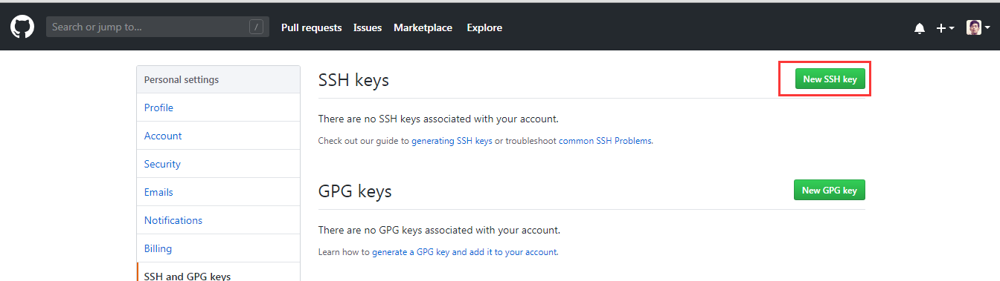 Search or jump to... /
Pull requests Issues Marketplace Explore
Personal settings
Profile
Account
Security
Emails
Notifications
Billing
SSH and GPG keys
SSH keys
New SSH key
There are no SSH keys associated with your account.
Check out our guide to generating SSH keys or troubleshoot common SSH Problems.
GPG keys
New GPG key
There are no GPG keys associated with your account.
Learn how to generate a GPG key and add it to your account.